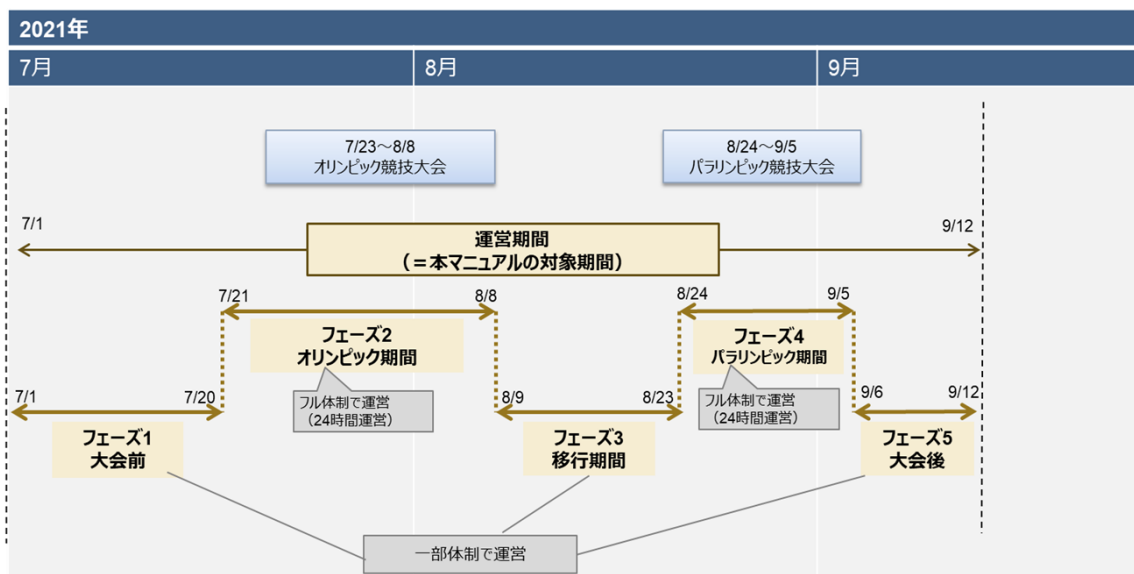 2021年
7月
8月
9月
7/23～8/8
オリンピック競技大会
8/24～9/5
パラリンピック競技大会
7/1
9/12
運営期間
（＝本マニュアルの対象期間）
7/21
8/8
8/24
9/5
フェーズ2
オリンピック期間
フェーズ4
パラリンピック期間
フル体制で運営
（24時間運営）
フル体制で運営
（24時間運営）
7/1
7/20
8/9
8/23
9/6
9/12
フェーズ1
大会前
フェーズ3
移行期間
フェーズ5
大会後
一部体制で運営